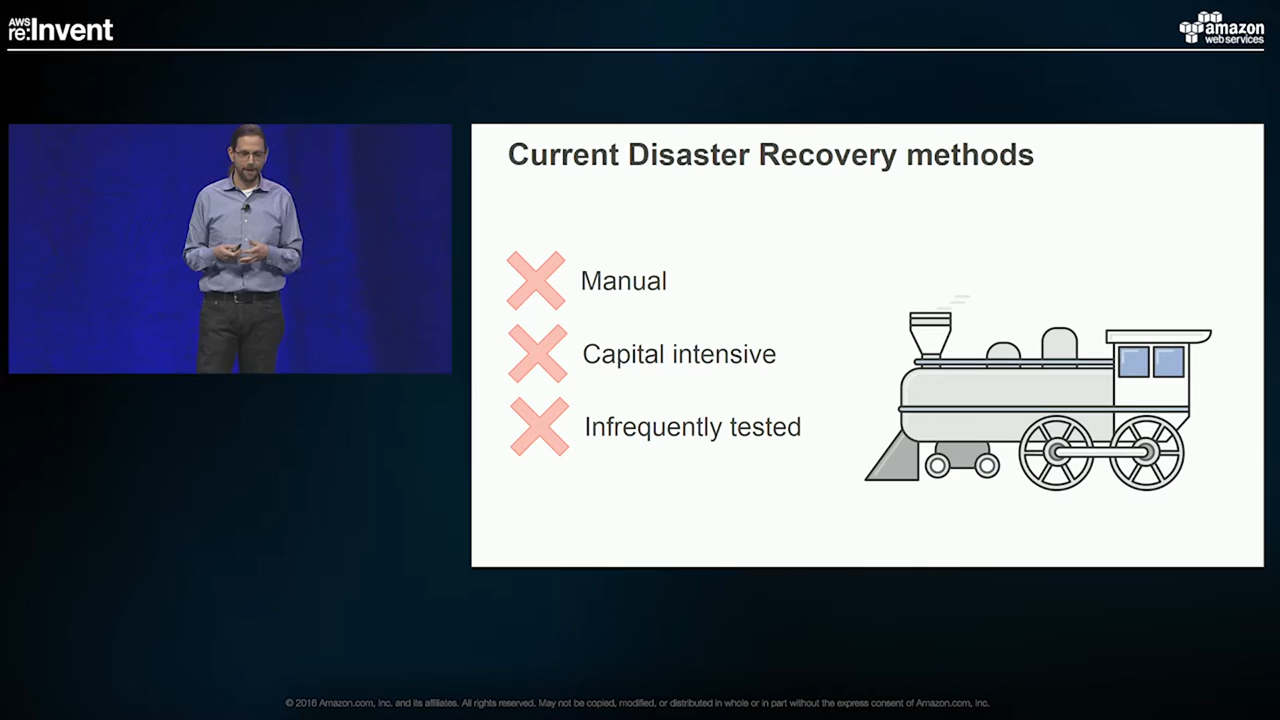 AWS
re:Invent
amazon
web services
Current Disaster Recovery methods
Manual
Capital intensive
Infrequently tested
© 2016 Amazon.com, Inc. and its affiliates. All rights reserved. May not be copied, modified, or distributed in whole or in part without the express consent of Amazon.com, Inc.